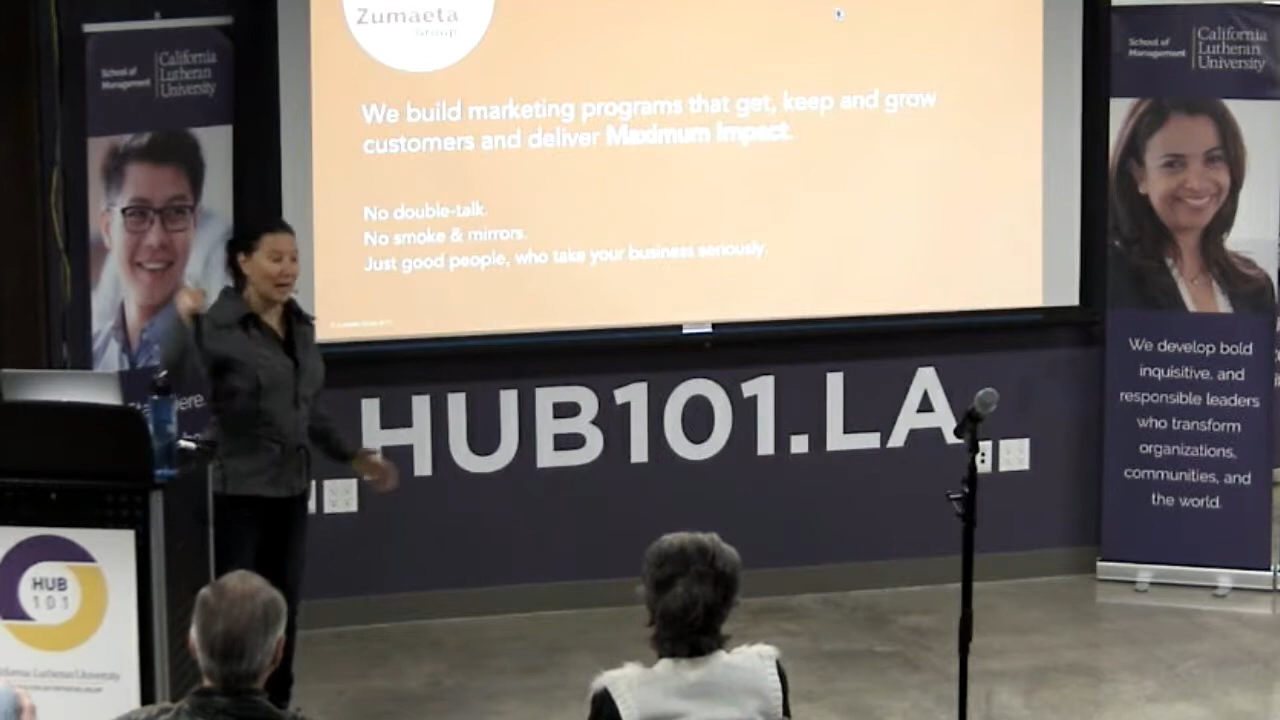 School of
Management
California
Lutheran
University
Zumaeta
Group
We build marketing programs that get, keep and grow
customers and deliver Maximum Impact.
No double-talk.
No smoke & mirrors.
Just good people, who take your business seriously.
School of
Management
California
Lutheran
University
We develop bold
inquisitive, and
responsible leaders
who transform
organizations,
communities, and
the world.
HUB101.LA
HUB
101
Lutheran University